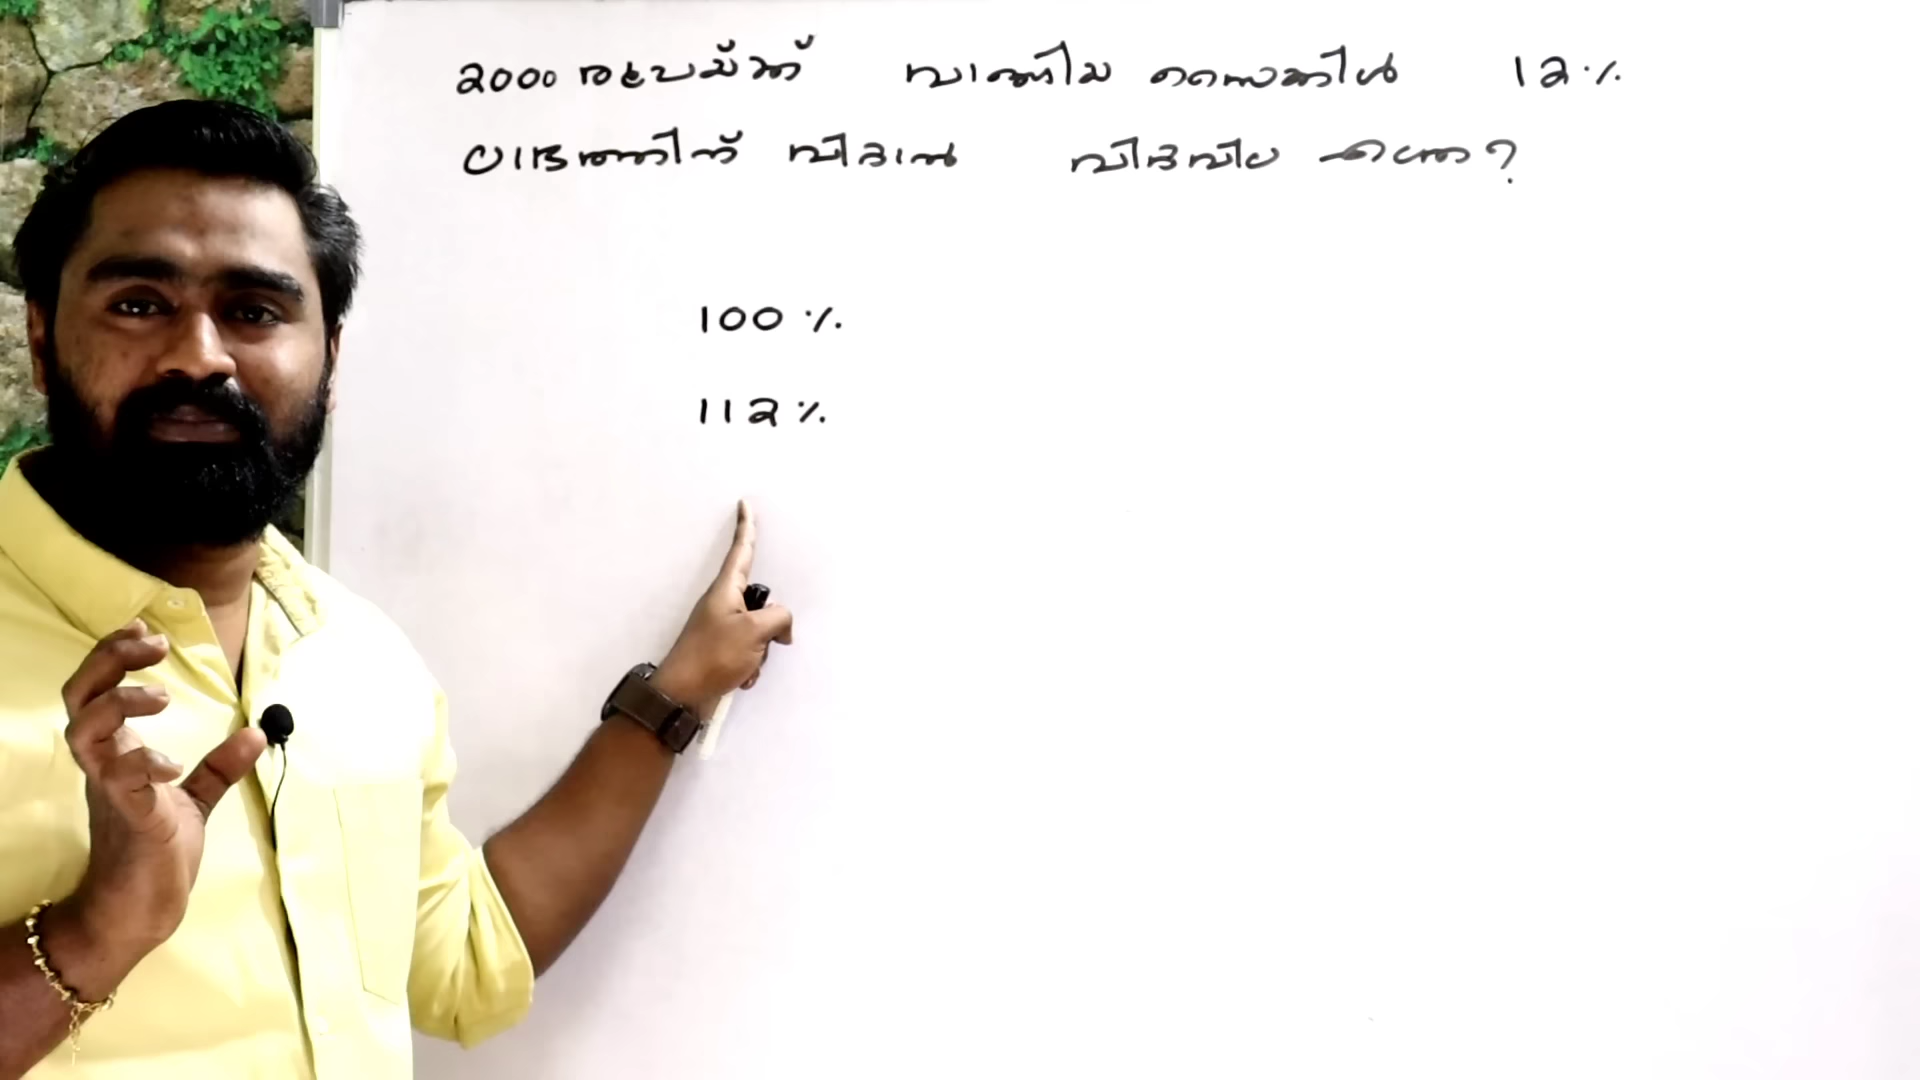 2000 രൂപയ്ക്ക് വാങ്ങിയ സൈക്കിൾ 12%
ലാഭത്തിന് വിറ്റാൽ വിറ്റവില എത്ര?
100 %
112 %